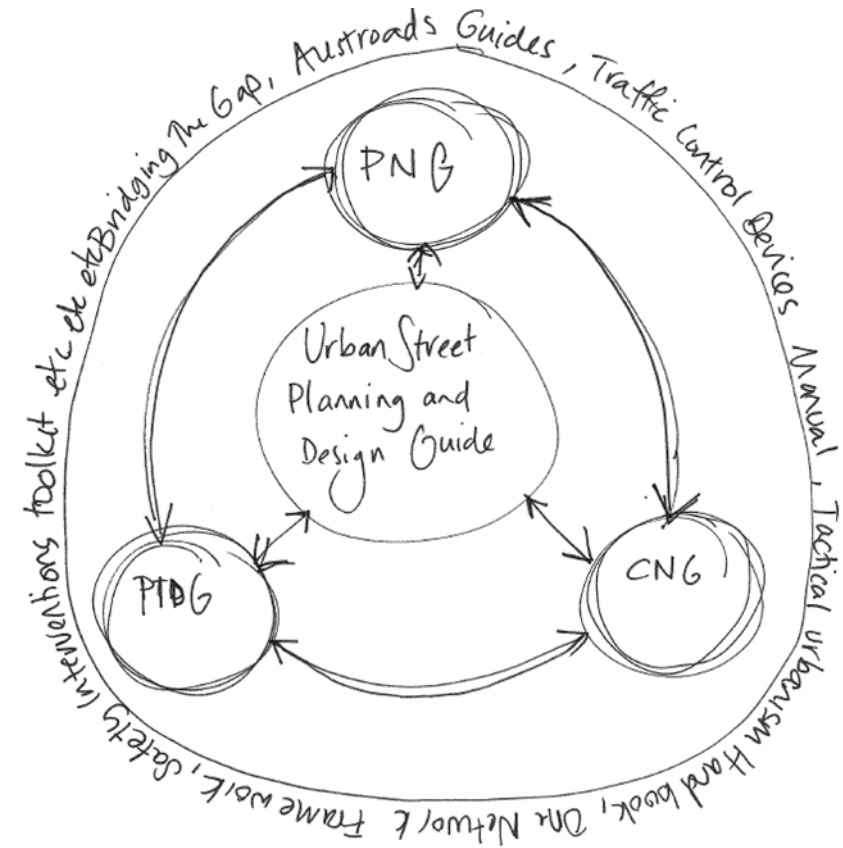 Bridging The Gap, Austroads Guides, Traffic Control Devices Manual, Tactical urbanism Handbook, One Network Framework, Safety Interventions toolkit etc etc etc
PNG
Urban Street
Planning and
Design Guide
PTDG
CNG